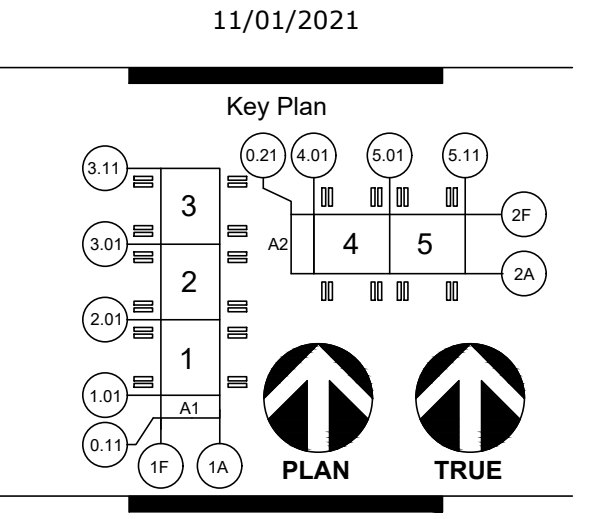 11/01/2021
Key Plan
0.21 4.01 5.01 5.11
3.11
3
2F
3.01
A2 4 5
2A
2
2.01
1
1.01
A1
0.11
1F 1A
PLAN TRUE